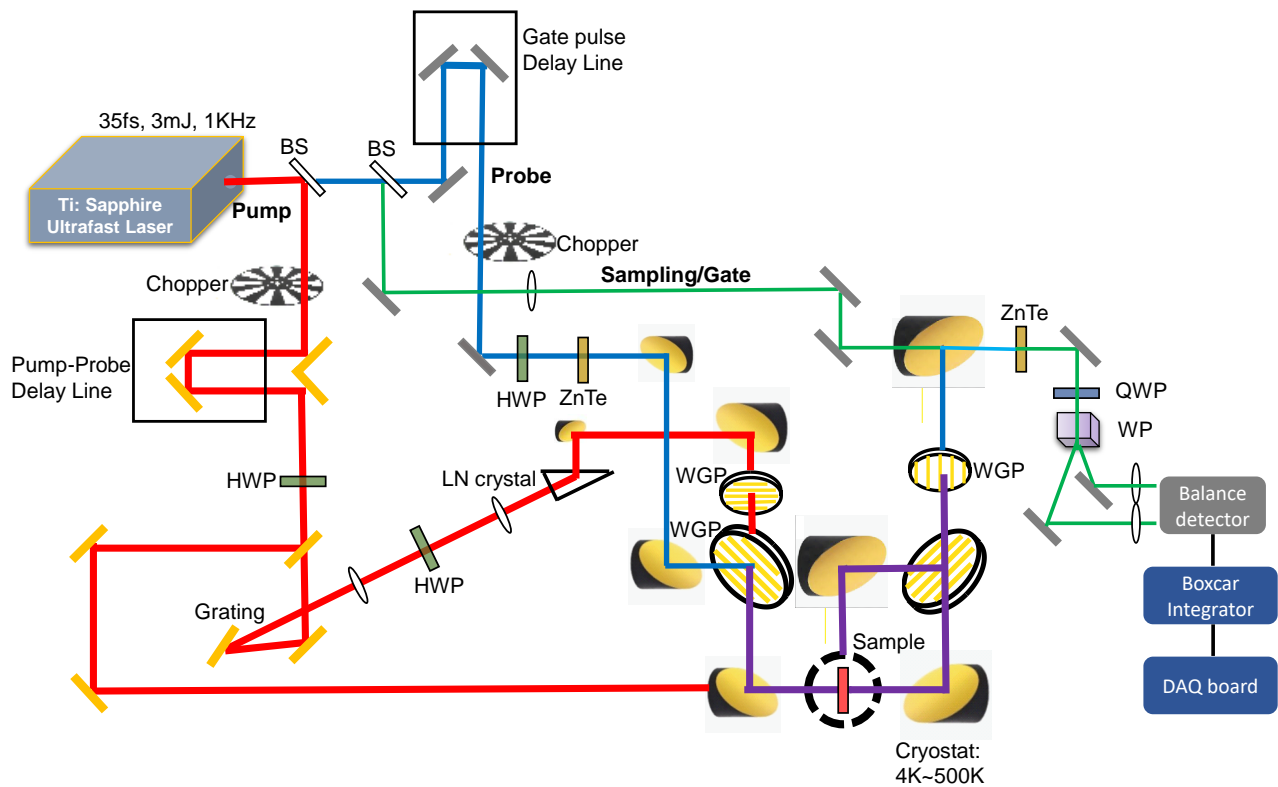 Gate pulse
Delay Line
35fs, 3mJ, 1KHz
BS
BS
Probe
Ti: Sapphire
Ultrafast Laser
Pump
Chopper
Chopper
Sampling/Gate
ZnTe
Pump-Probe
Delay Line
HWP
ZnTe
QWP
WP
HWP
LN crystal
WGP
WGP
WGP
Balance
detector
HWP
Grating
Boxcar
Integrator
Sample
DAQ board
Cryostat:
4K~500K